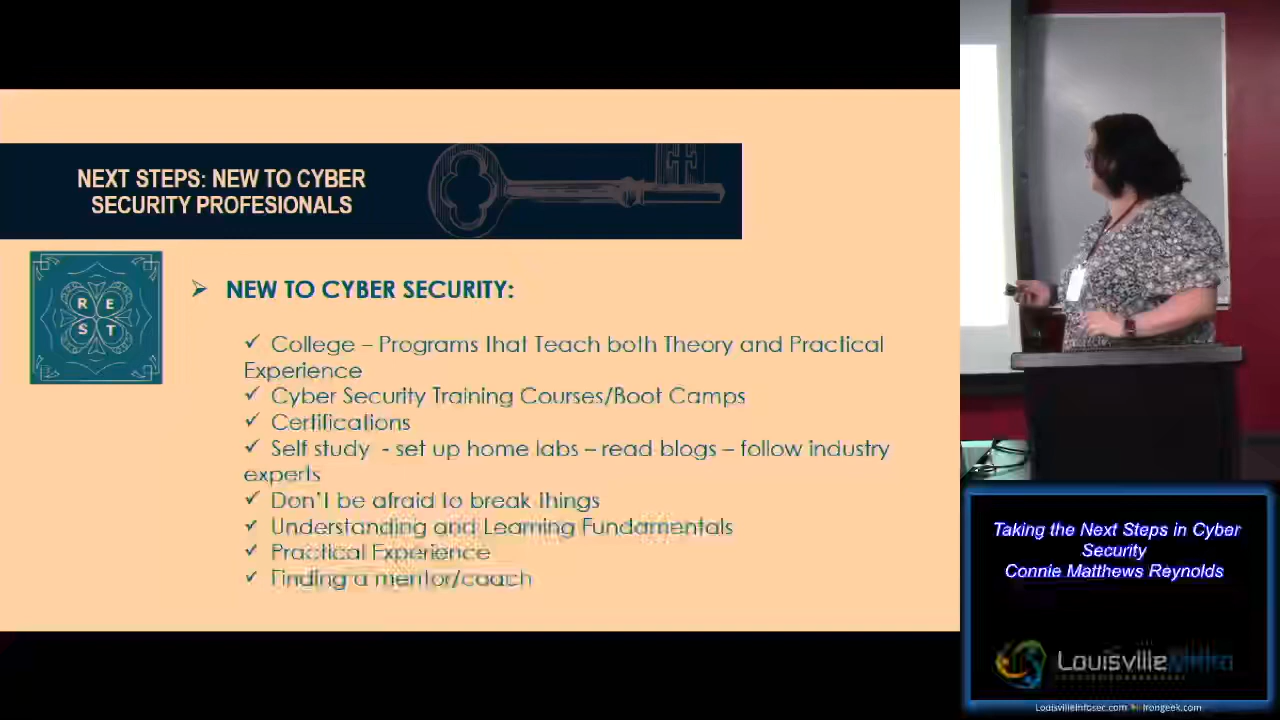 NEXT STEPS: NEW TO CYBER
SECURITY PROFESIONALS
R E
S T
➢ NEW TO CYBER SECURITY:
✓ College – Programs that Teach both Theory and Practical
Experience
✓ Cyber Security Training Courses/Boot Camps
✓ Certifications
✓ Self study - set up home labs – read blogs – follow industry
experts
✓ Don't be afraid to break things
✓ Understanding and Learning Fundamentals
✓ Practical Experience
✓ Finding a mentor/coach
Taking the Next Steps in Cyber
Security
Connie Matthews Reynolds
Louisville
LouisvilleInfosec.com
Irongeek.com